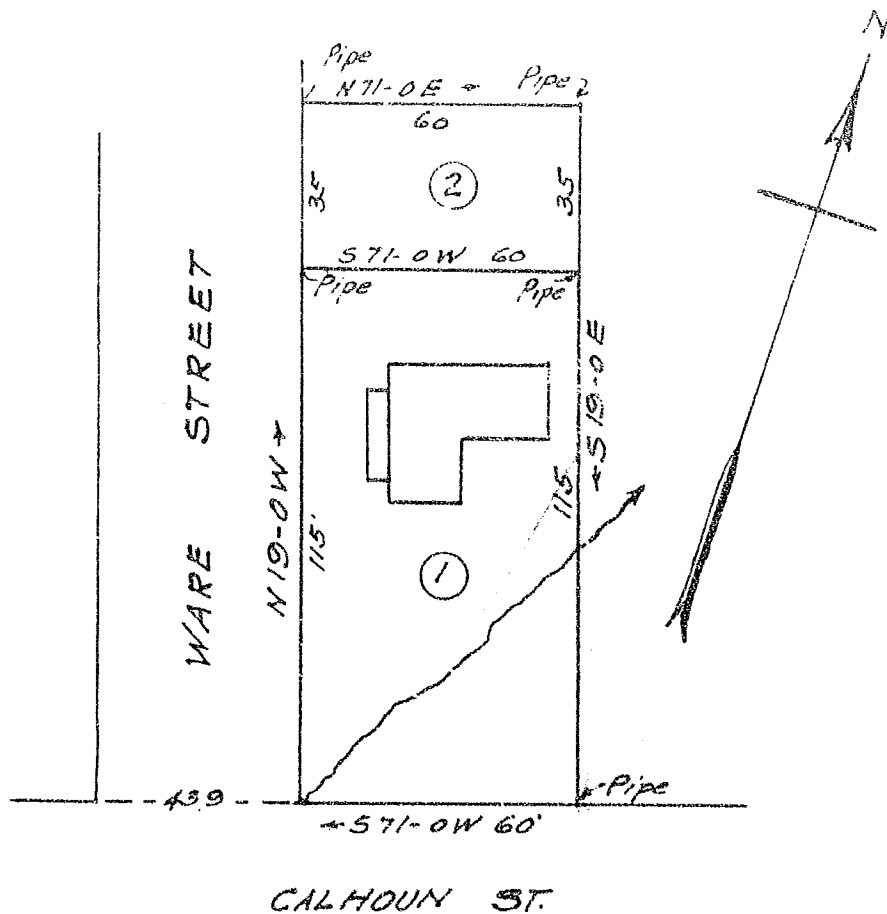 N
Pipe
N71-0E Pipe
60
35
2
35
S71-0W 60
Pipe
Pipe
WARE STREET
N19-0W
115'
S19-0E
115
1
43.9
Pipe
S71-0W 60'
CALHOUN ST.